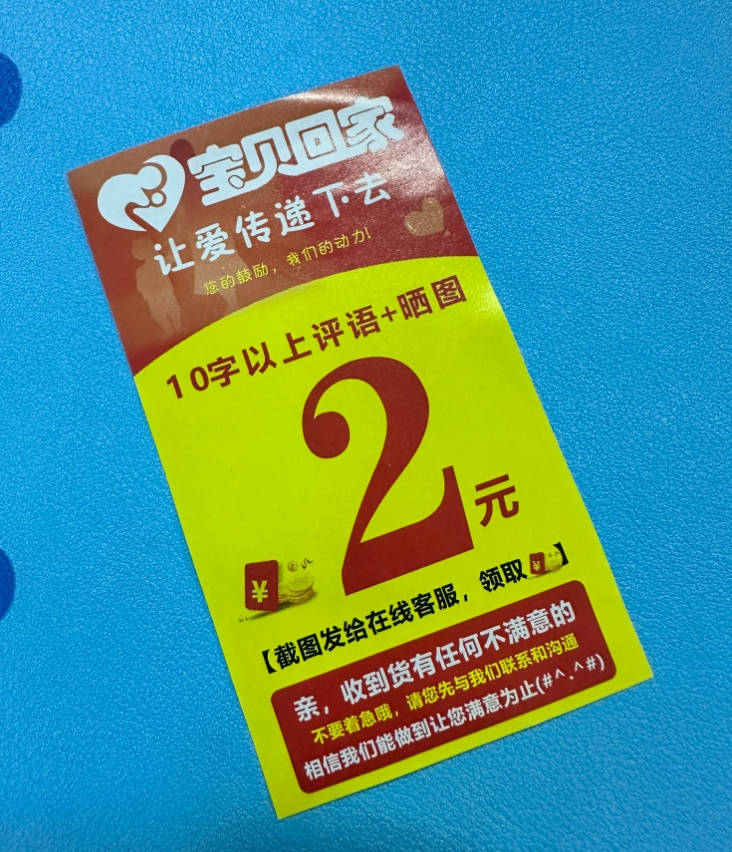 宝贝回家
让爱传递下去
您的鼓励，我们的动力！
10字以上评语+晒图
2元
¥
【截图发给在线客服，领取¥】
亲，收到货有任何不满意的
不要着急哦，请您先与我们联系和沟通
相信我们能做到让您满意为止(#^.^#)